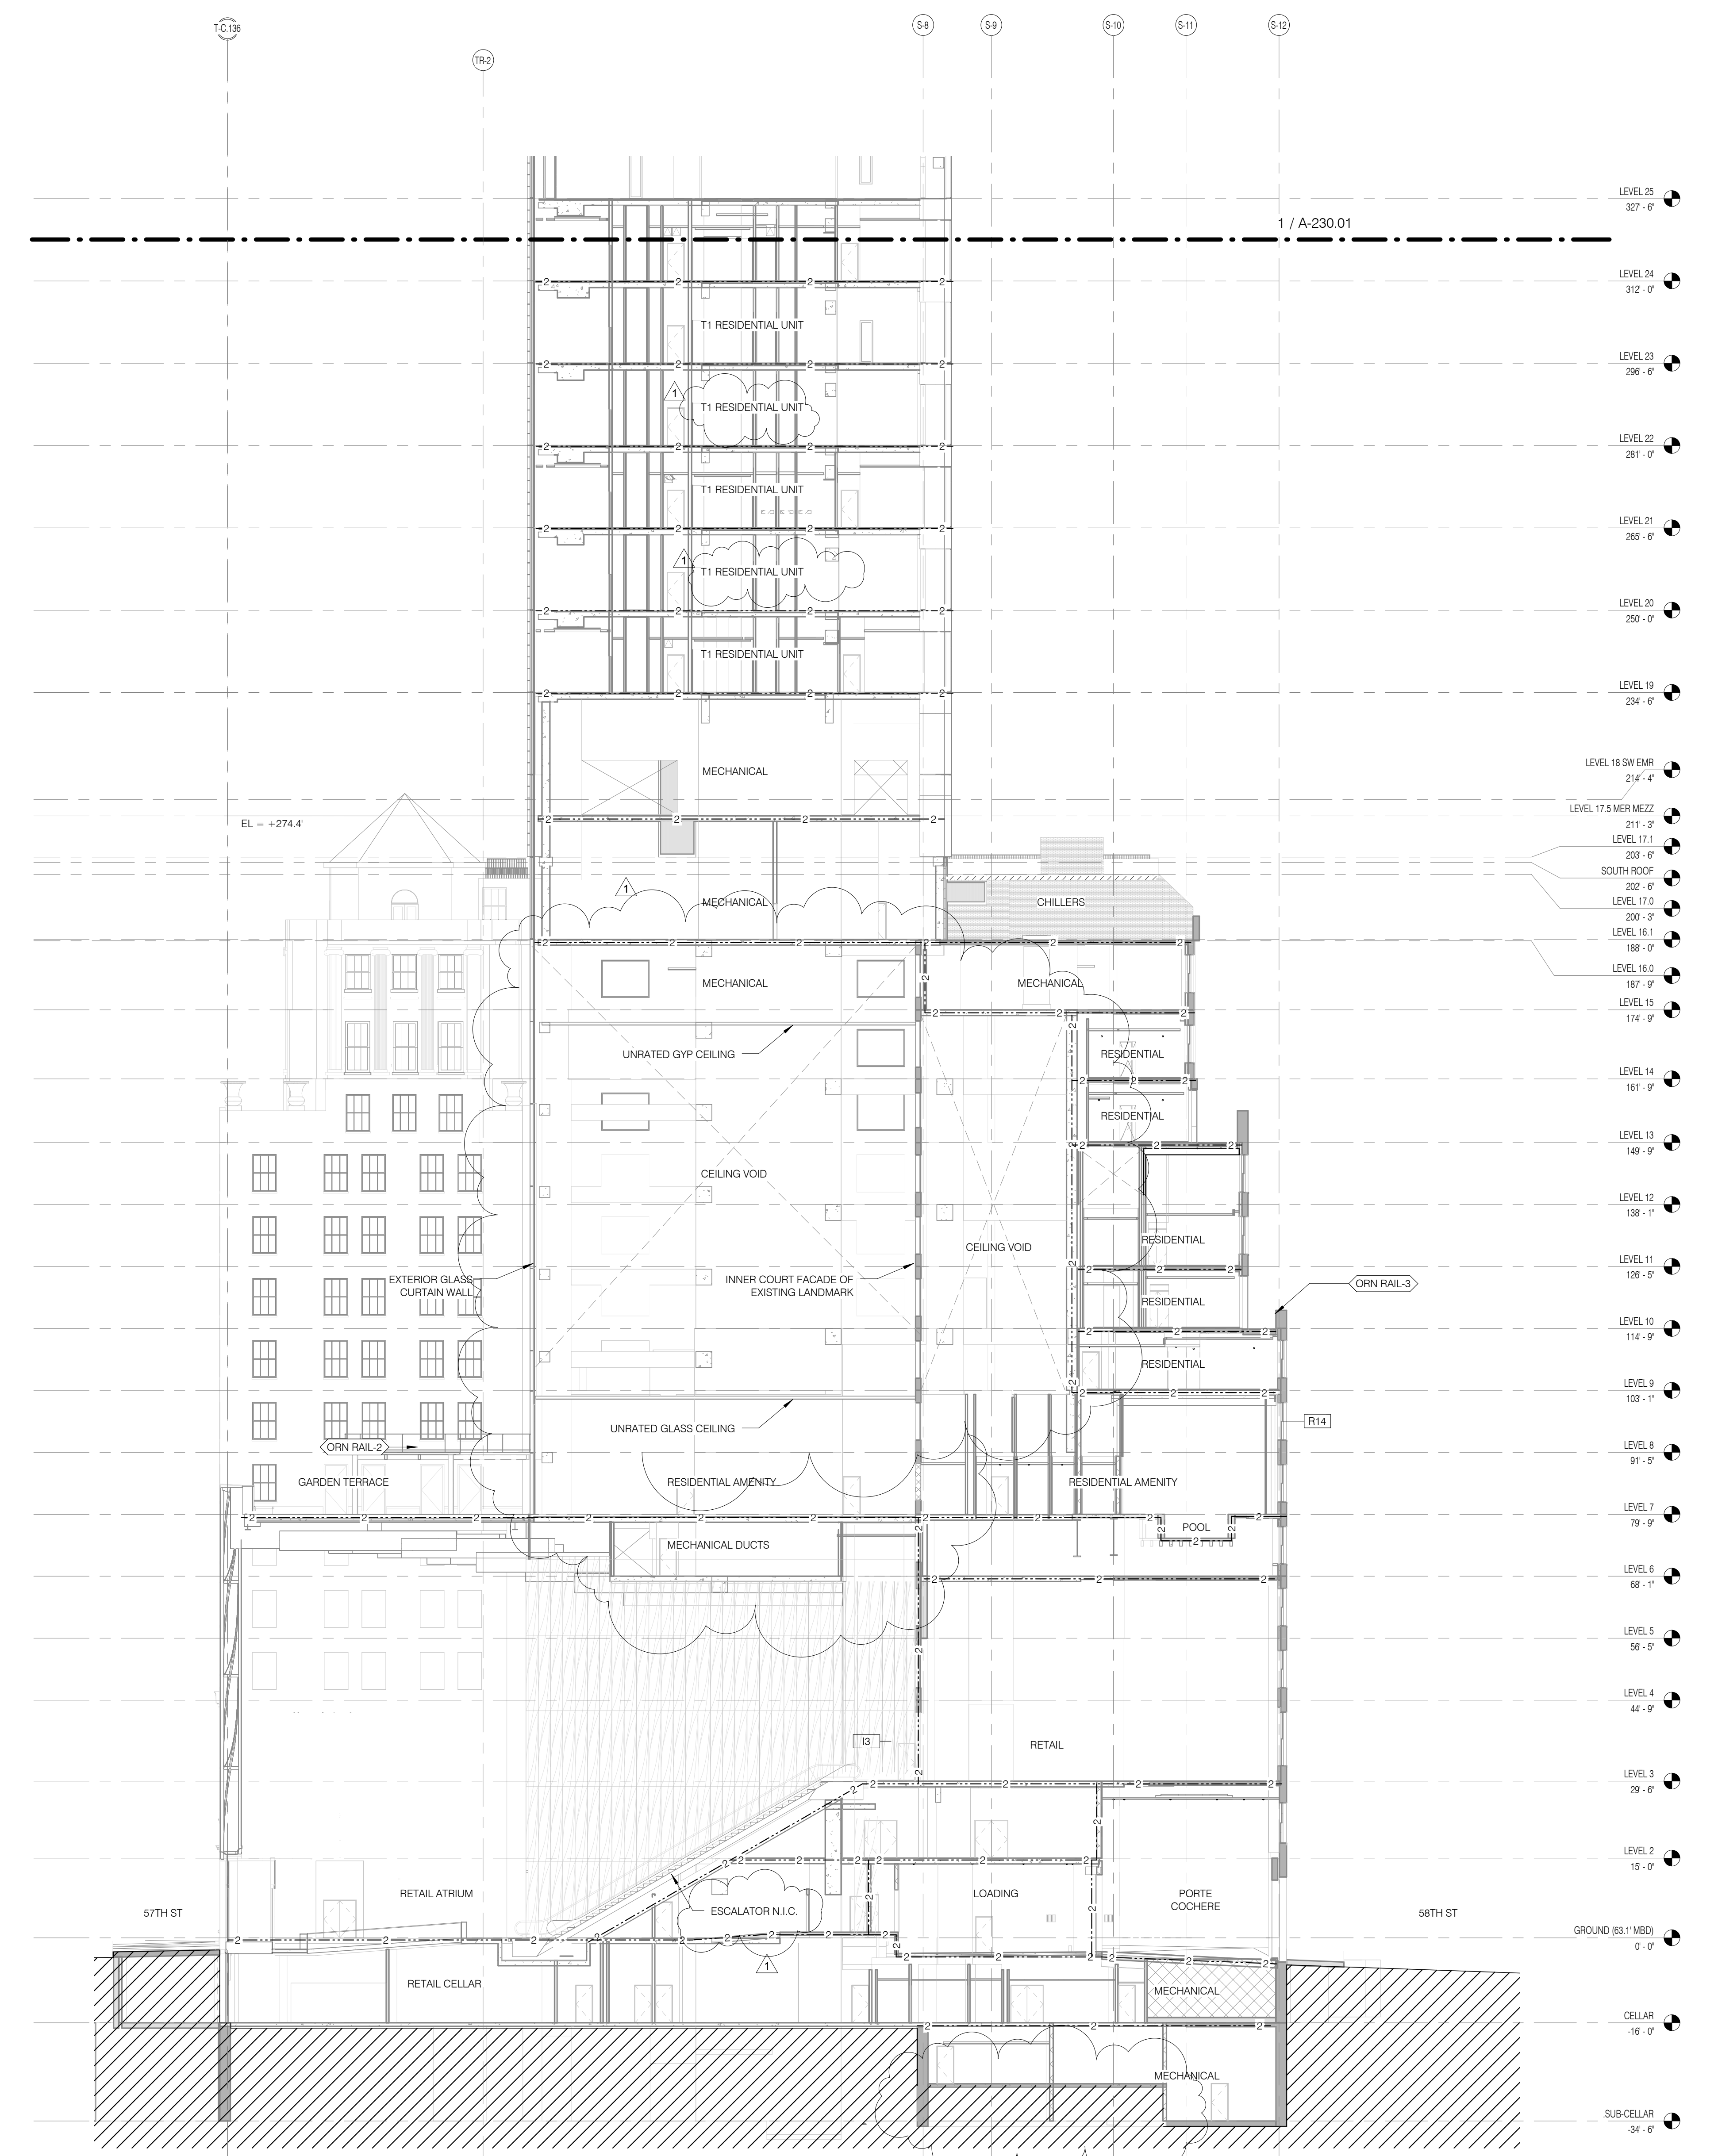 T-C.136
TR-2
S-8
S-9
S-10
S-11
S-12
LEVEL 25
327' - 6"
1 / A-230.01
LEVEL 24
312' - 0"
T1 RESIDENTIAL UNIT
LEVEL 23
296' - 6"
1
T1 RESIDENTIAL UNIT
LEVEL 22
281' - 0"
T1 RESIDENTIAL UNIT
LEVEL 21
265' - 6"
1
T1 RESIDENTIAL UNIT
LEVEL 20
250' - 0"
T1 RESIDENTIAL UNIT
LEVEL 19
234' - 6"
MECHANICAL
LEVEL 18 SW EMR
214' - 4"
LEVEL 17.5 MER MEZZ
211' - 3"
EL = +274.4'
LEVEL 17.1
203' - 6"
SOUTH ROOF
202' - 6"
1
MECHANICAL
CHILLERS
LEVEL 17.0
200' - 3"
LEVEL 16.1
188' - 0"
LEVEL 16.0
187' - 9"
MECHANICAL
MECHANICAL
LEVEL 15
174' - 9"
UNRATED GYP CEILING
RESIDENTIAL
LEVEL 14
161' - 9"
RESIDENTIAL
LEVEL 13
149' - 9"
CEILING VOID
LEVEL 12
138' - 1"
CEILING VOID
RESIDENTIAL
LEVEL 11
126' - 5"
EXTERIOR GLASS
CURTAIN WALL
INNER COURT FACADE OF
EXISTING LANDMARK
ORN RAIL-3
RESIDENTIAL
LEVEL 10
114' - 9"
RESIDENTIAL
LEVEL 9
103' - 1"
UNRATED GLASS CEILING
R14
ORN RAIL-2
LEVEL 8
91' - 5"
GARDEN TERRACE
RESIDENTIAL AMENITY
RESIDENTIAL AMENITY
LEVEL 7
79' - 9"
POOL
MECHANICAL DUCTS
LEVEL 6
68' - 1"
LEVEL 5
56' - 5"
LEVEL 4
44' - 9"
I3
RETAIL
LEVEL 3
29' - 6"
LEVEL 2
15' - 0"
RETAIL ATRIUM
LOADING
PORTE
COCHERE
57TH ST
ESCALATOR N.I.C.
58TH ST
GROUND (63.1' MBD)
0' - 0"
1
RETAIL CELLAR
MECHANICAL
CELLAR
-16' - 0"
MECHANICAL
SUB-CELLAR
-34' - 6"